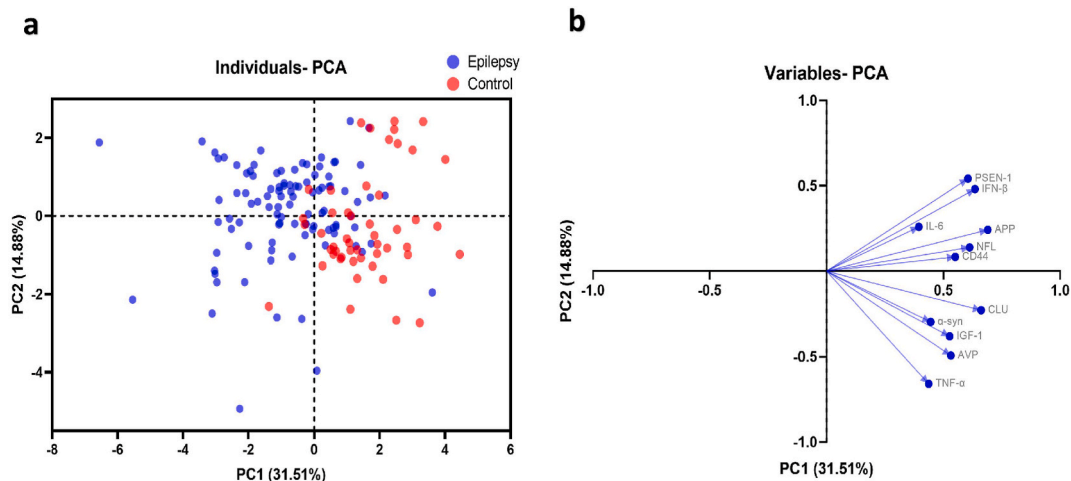 a
Individuals- PCA
Epilepsy
Control
2
0
-2
-4
-8
-6
-4
-2
0
2
4
6
PC2 (14.88%)
PC1 (31.51%)
b
Variables- PCA
1.0
0.5
-0.5
-1.0
-1.0
-0.5
0.5
1.0
PSEN-1
IFN-β
IL-6
APP
NFL
CD44
CLU
α-syn
IGF-1
AVP
TNF-α
PC2 (14.88%)
PC1 (31.51%)